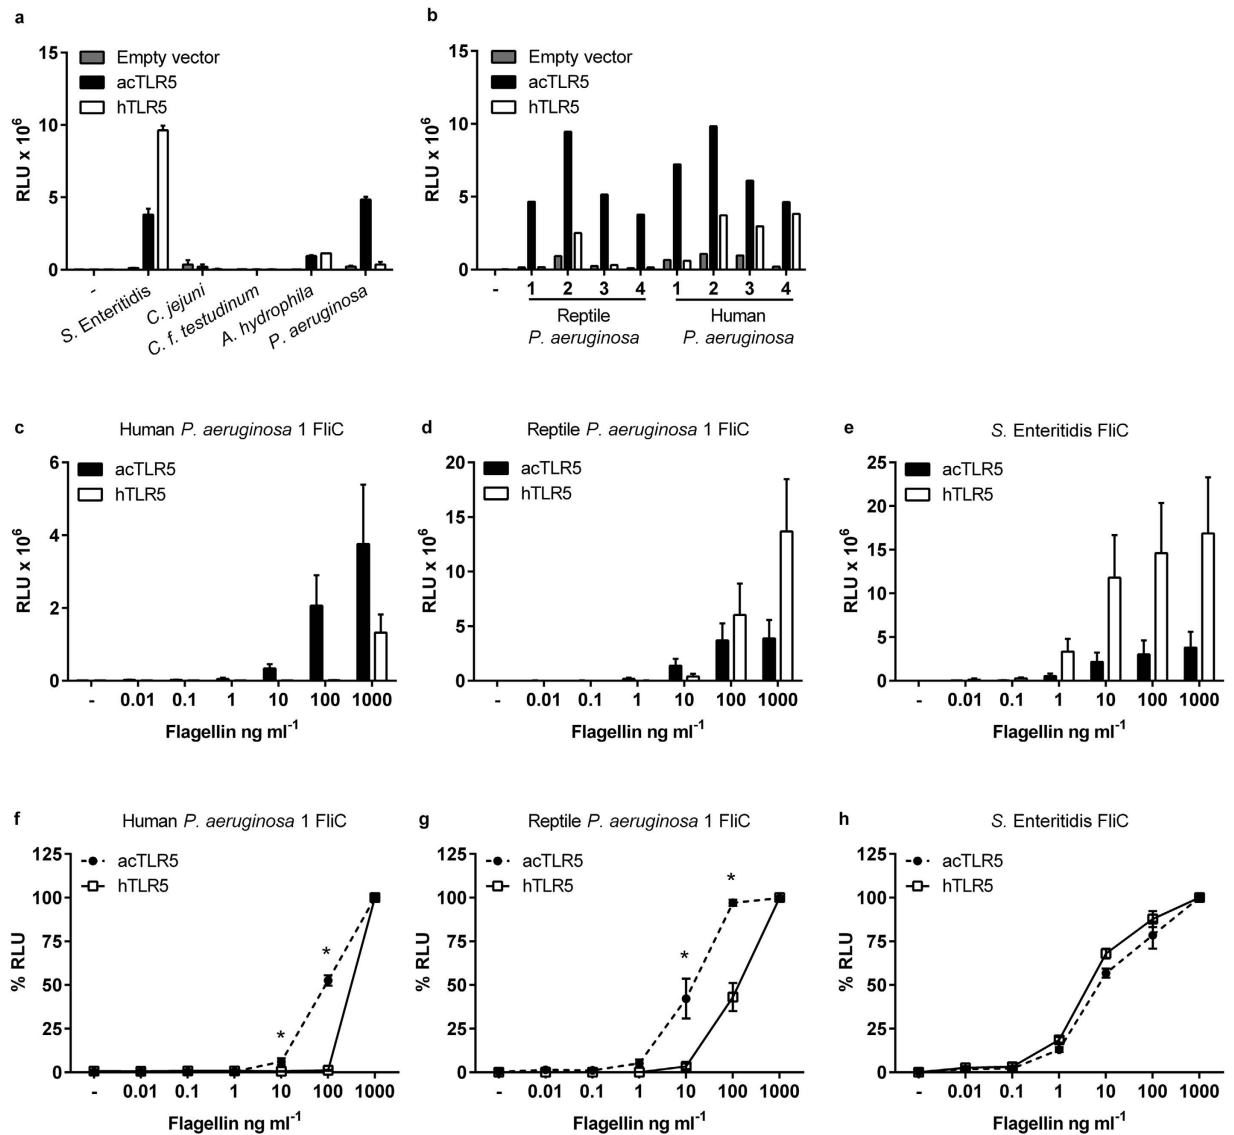 a
15
10
5
0
RLU x 10⁶
Empty vector
acTLR5
hTLR5
-
S. Enteritidis
C. jejuni
C. f. testudinum
A. hydrophila
P. aeruginosa
b
15
10
5
0
RLU x 10⁶
Empty vector
acTLR5
hTLR5
- 1 2 3 4 1 2 3 4
Reptile Human
P. aeruginosa P. aeruginosa
c
Human P. aeruginosa 1 FliC
6
4
2
0
RLU x 10⁶
acTLR5
hTLR5
- 0.01 0.1 1 10 100 1000
Flagellin ng ml⁻¹
d
Reptile P. aeruginosa 1 FliC
20
15
10
5
0
RLU x 10⁶
acTLR5
hTLR5
- 0.01 0.1 1 10 100 1000
Flagellin ng ml⁻¹
e
S. Enteritidis FliC
25
20
15
10
5
0
RLU x 10⁶
acTLR5
hTLR5
- 0.01 0.1 1 10 100 1000
Flagellin ng ml⁻¹
f
Human P. aeruginosa 1 FliC
125
100
75
50
25
0
% RLU
acTLR5
hTLR5
*
*
- 0.01 0.1 1 10 100 1000
Flagellin ng ml⁻¹
g
Reptile P. aeruginosa 1 FliC
125
100
75
50
25
0
% RLU
acTLR5
hTLR5
*
*
- 0.01 0.1 1 10 100 1000
Flagellin ng ml⁻¹
h
S. Enteritidis FliC
125
100
75
50
25
0
% RLU
acTLR5
hTLR5
- 0.01 0.1 1 10 100 1000
Flagellin ng ml⁻¹